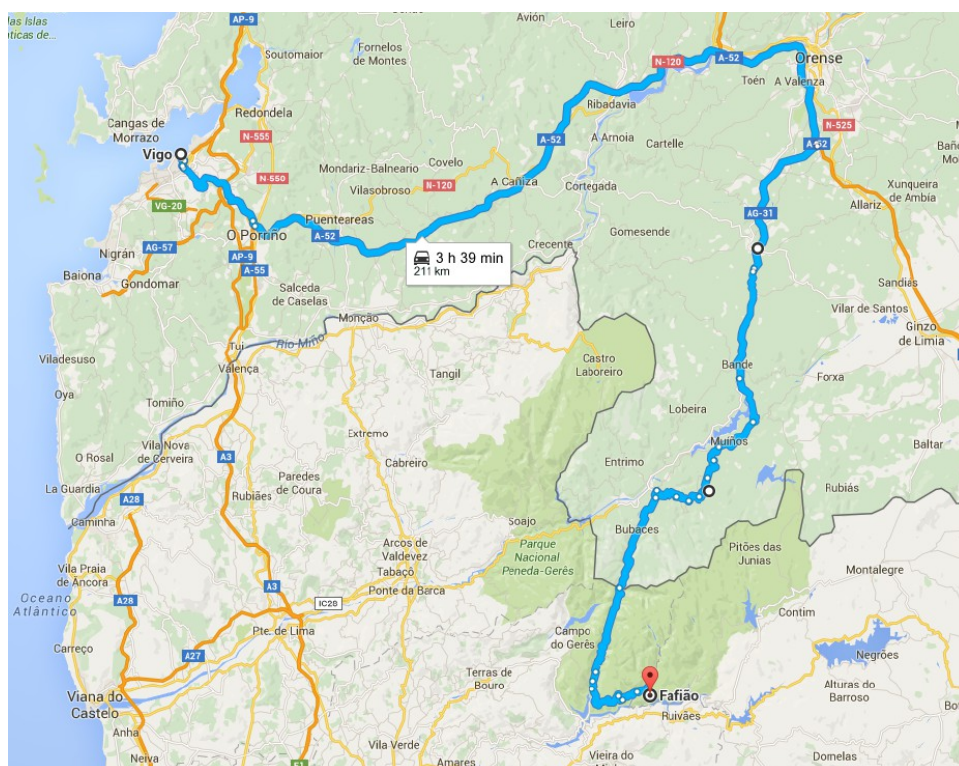 las Islas
ticas de...
AP-9
Soutomaior
Fornelos
de Montes
Avión
Leiro
N-120
A-52
Orense
Toén
A Valenza
Redondela
Cangas de
Morrazo
N-555
Ribadavia
A Arnoia
N-525
Vigo
A-52
Cartelle
A-52
Mondariz-Balneario
Covelo
A Cañiza
N-550
Vilasobroso
N-120
Cortegada
Xunqueira
de Ambía
Allariz
VG-20
Puenteareas
AG-31
A-52
O Porriño
Gomesende
AG-57
Nigrán
AP-9
Crecente
3 h 39 min
211 km
Baiona
Gondomar
A-55
Salceda
de Caselas
Sandiás
Vilar de Santos
Monção
Ginzo
de Limia
Rio Minho
Tui
Viladesuso
Valença
Castro
Laboreiro
Bande
Forxa
Tangil
Oya
Tomiño
Lobeira
Extremo
Muiños
Baltar
Vila Nova
de Cerveira
O Rosal
A3
Cabreiro
Entrimo
La Guardia
Paredes
de Coura
Rubiães
Rubiás
A28
Caminha
Soajo
Bubaces
Arcos de
Valdevez
Parque
Nacional
Peneda-Gerês
Pitões das
Junias
Vila Praia
de Âncora
Tabaçô
Montalegre
Ponte da Barca
A3
Oceano
Atlântico
A28
IC28
Contim
Pte. de Lima
Campo
do Gerês
Carreço
A27
Negrões
Terras de
Bouro
Viana do
Castelo
Fafião
Alturas do
Barroso
Ruivães
Anha
Vila Verde
Vieira do
Neiva
Amares
Domelas